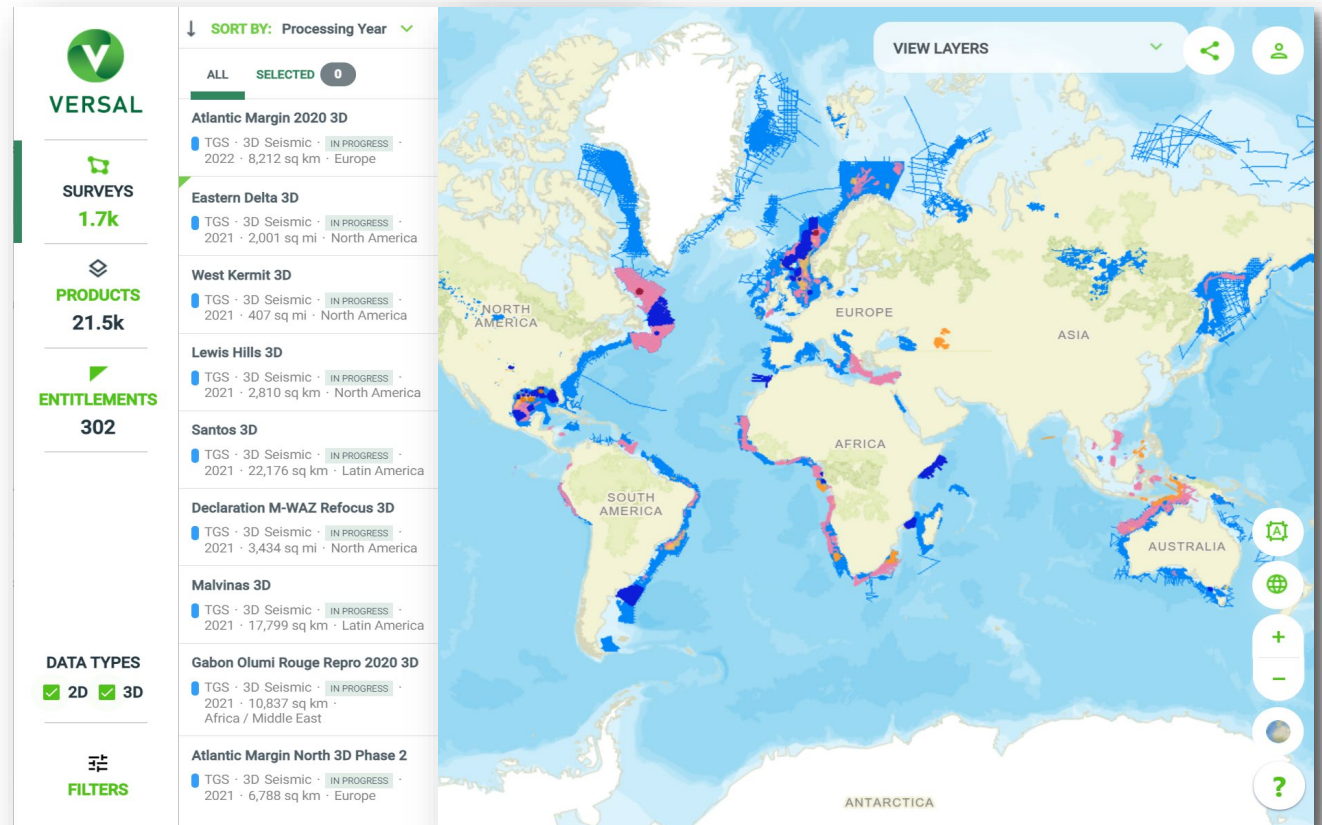 VERSAL
SURVEYS
1.7k
PRODUCTS
21.5k
ENTITLEMENTS
302
DATA TYPES
2D 3D
FILTERS
SORT BY: Processing Year
ALL SELECTED 0
Atlantic Margin 2020 3D
TGS · 3D Seismic · IN PROGRESS ·
2022 · 8,212 sq km · Europe
Eastern Delta 3D
TGS · 3D Seismic · IN PROGRESS ·
2021 · 2,001 sq mi · North America
West Kermit 3D
TGS · 3D Seismic · IN PROGRESS ·
2021 · 407 sq mi · North America
Lewis Hills 3D
TGS · 3D Seismic · IN PROGRESS ·
2021 · 2,810 sq km · North America
Santos 3D
TGS · 3D Seismic · IN PROGRESS ·
2021 · 22,176 sq km · Latin America
Declaration M-WAZ Refocus 3D
TGS · 3D Seismic · IN PROGRESS ·
2021 · 3,434 sq mi · North America
Malvinas 3D
TGS · 3D Seismic · IN PROGRESS ·
2021 · 17,799 sq km · Latin America
Gabon Olumi Rouge Repro 2020 3D
TGS · 3D Seismic · IN PROGRESS ·
2021 · 10,837 sq km ·
Africa / Middle East
Atlantic Margin North 3D Phase 2
TGS · 3D Seismic · IN PROGRESS ·
2021 · 6,788 sq km · Europe
VIEW LAYERS
NORTH
AMERICA
EUROPE
ASIA
AFRICA
SOUTH
AMERICA
AUSTRALIA
ANTARCTICA
A
+
−
?